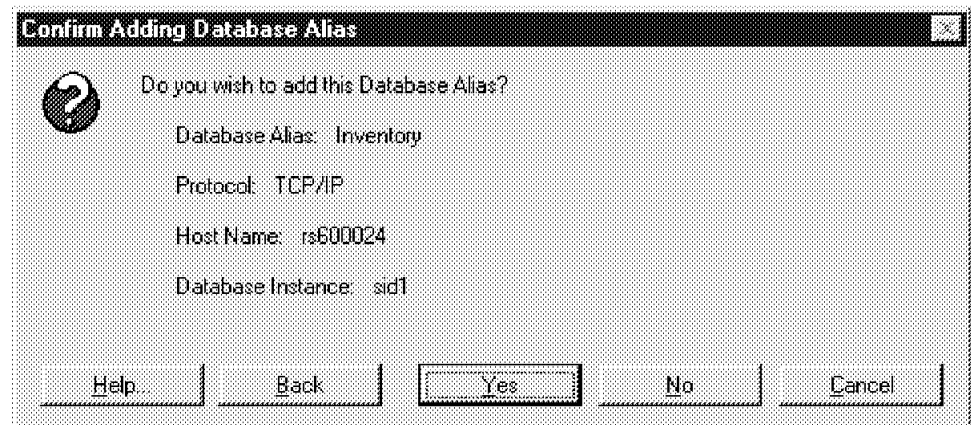 Confirm Adding Database Alias
Do you wish to add this Database Alias?
Database Alias: Inventory
Protocol: TCP/IP
Host Name: rs600024
Database Instance: sid1
Help... Back Yes No Cancel